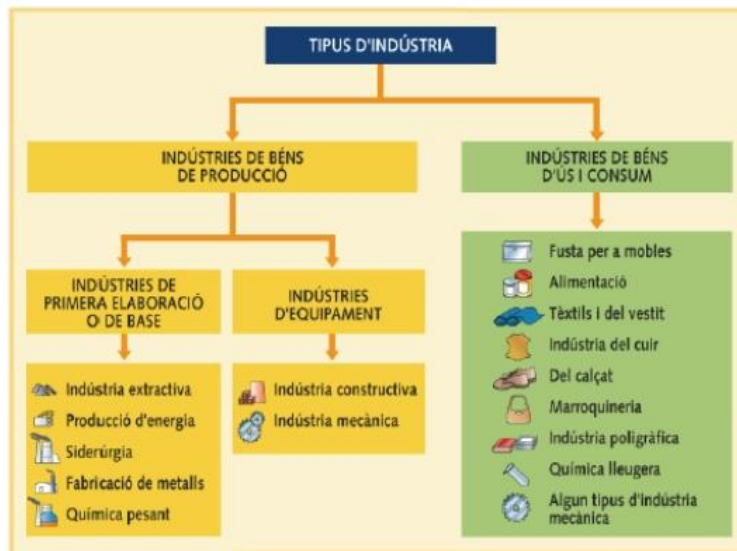 TIPUS D'INDÚSTRIA
INDÚSTRIES DE BÉNS
DE PRODUCCIÓ
INDÚSTRIES DE BÉNS
D'ÚS I CONSUM
INDÚSTRIES DE
PRIMERA ELABORACIÓ
O DE BASE
INDÚSTRIES
D'EQUIPAMENT
Indústria extractiva
Producció d'energia
Siderúrgia
Fabricació de metalls
Química pesant
Indústria constructiva
Indústria mecànica
Fusta per a mobles
Alimentació
Tèxtils i del vestit
Indústria del cuir
Del calçat
Marroquineria
Indústria poligràfica
Química lleugera
Algun tipus d'indústria
mecànica